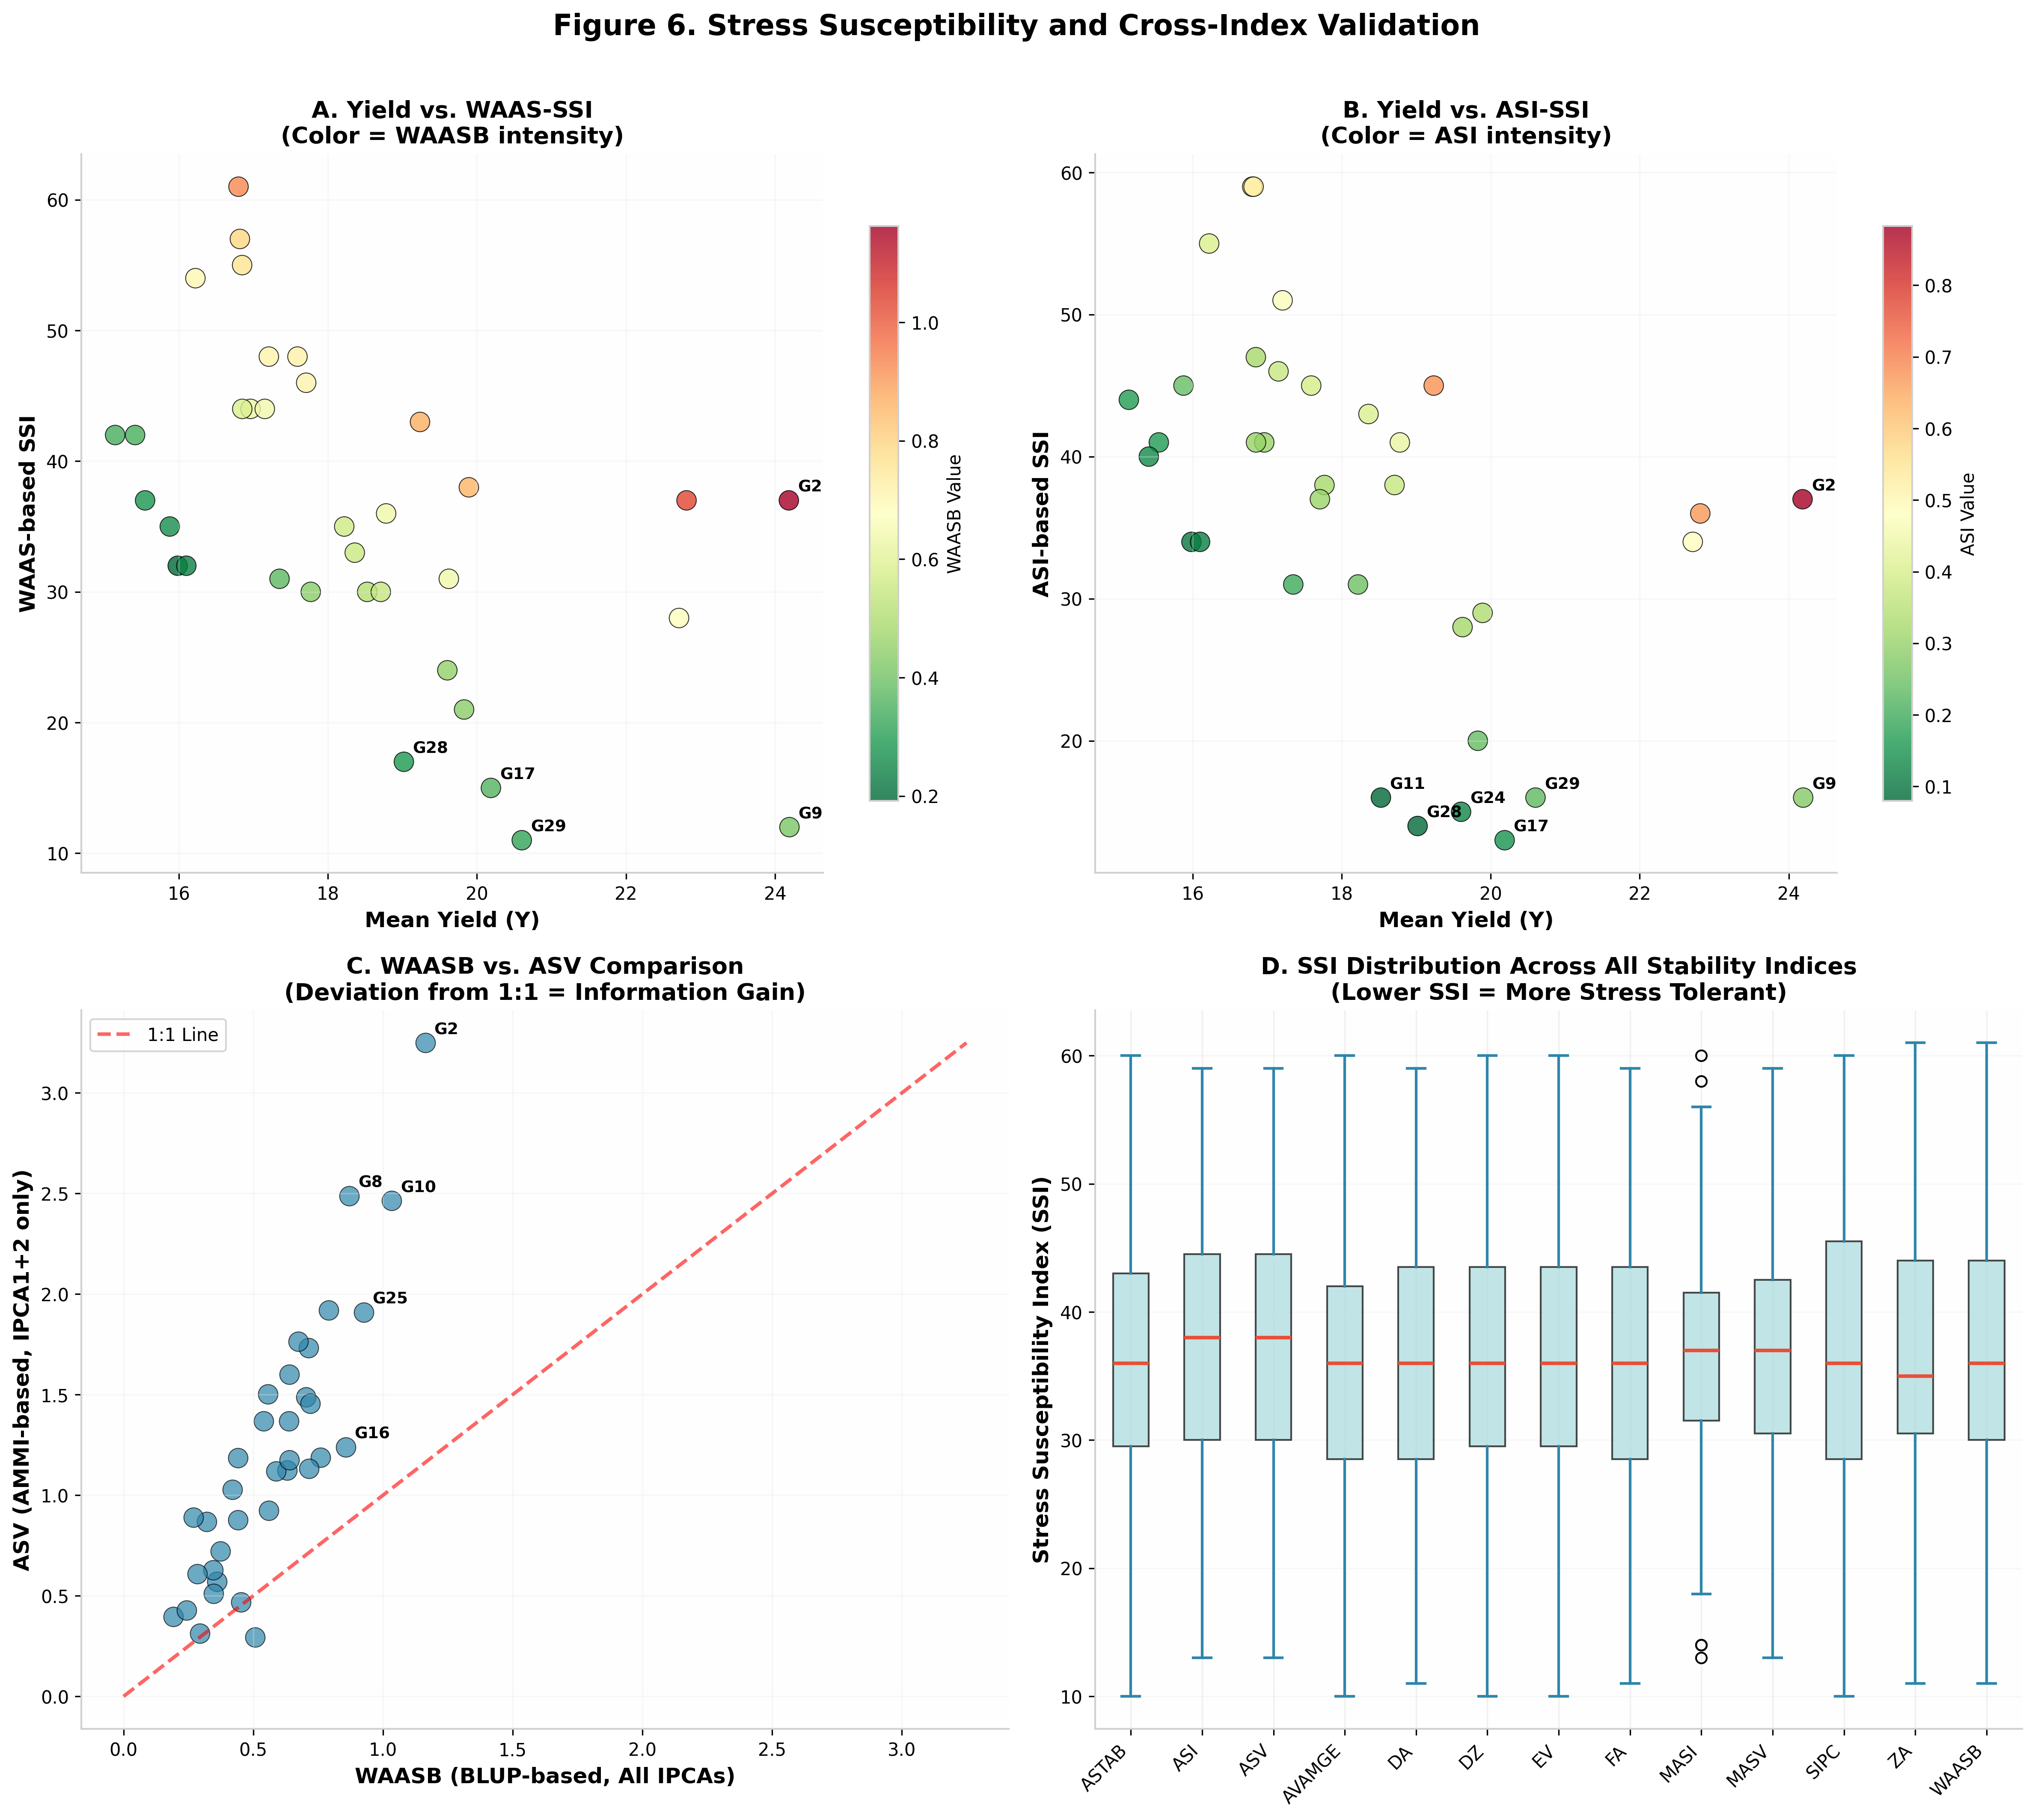 Figure 6. Stress Susceptibility and Cross-Index Validation
A. Yield vs. WAAS-SSI
(Color = WAASB intensity)
WAAS-based SSI
60
50
40
30
20
10
16
18
20
22
24
Mean Yield (Y)
G2
G28
G17
G29
G9
1.0
0.8
0.6
0.4
0.2
WAASB Value
B. Yield vs. ASI-SSI
(Color = ASI intensity)
ASI-based SSI
60
50
40
30
20
16
18
20
22
24
Mean Yield (Y)
G2
G11
G28
G24
G29
G17
G9
0.8
0.7
0.6
0.5
0.4
0.3
0.2
0.1
ASI Value
C. WAASB vs. ASV Comparison
(Deviation from 1:1 = Information Gain)
1:1 Line
ASV (AMMI-based, IPCA1+2 only)
3.0
2.5
2.0
1.5
1.0
0.5
0.0
G2
G8
G10
G25
G16
0.0
0.5
1.0
1.5
2.0
2.5
3.0
WAASB (BLUP-based, All IPCAs)
D. SSI Distribution Across All Stability Indices
(Lower SSI = More Stress Tolerant)
Stress Susceptibility Index (SSI)
60
50
40
30
20
10
ASTAB
ASI
ASV
AVAMGE
DA
DZ
EV
FA
MASI
MASV
SIPC
ZA
WAASB